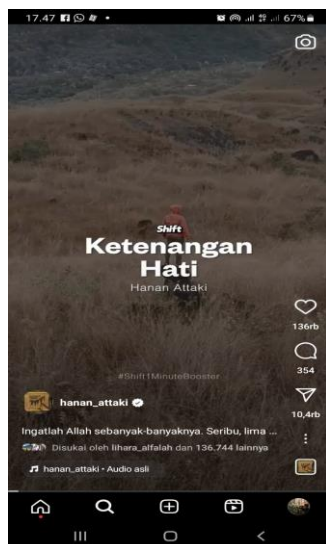 17.47
67%
Shift
Ketenangan
Hati
Hanan Attaki
136rb
354
#Shift1MinuteBooster
10,4rb
hanan_attaki
Ingatlah Allah sebanyak-banyaknya. Seribu, lima ...
Disukai oleh lihera_alfalah dan 136.744 lainnya
hanan_attaki • Audio asli